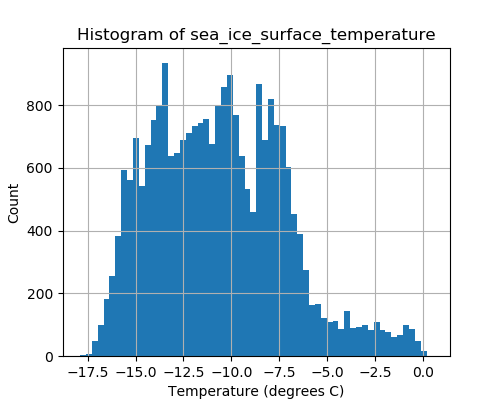 Histogram of sea_ice_surface_temperature
Count
800
600
400
200
0
−17.5 −15.0 −12.5 −10.0 −7.5 −5.0 −2.5 0.0
Temperature (degrees C)